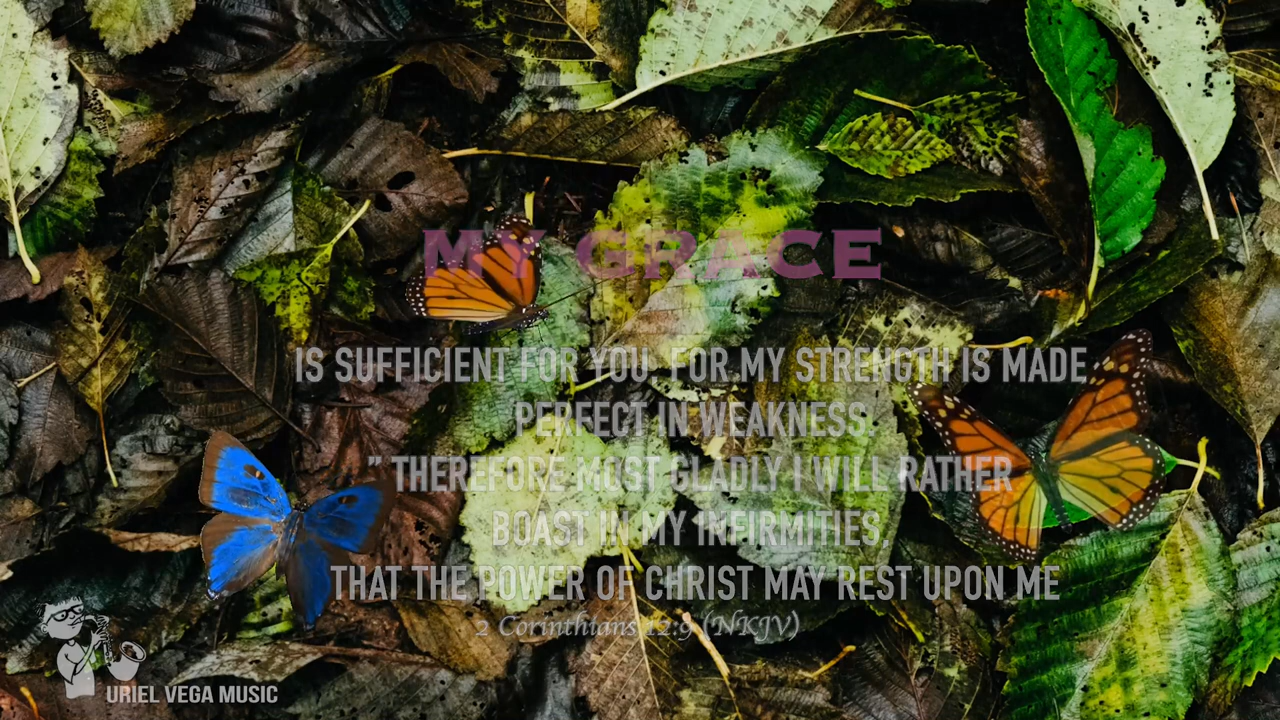 MY GRACE
IS SUFFICIENT FOR YOU, FOR MY STRENGTH IS MADE
PERFECT IN WEAKNESS.
” THEREFORE MOST GLADLY I WILL RATHER
BOAST IN MY INFIRMITIES,
THAT THE POWER OF CHRIST MAY REST UPON ME
2 Corinthians 12:9 (NKJV)
URIEL VEGA MUSIC